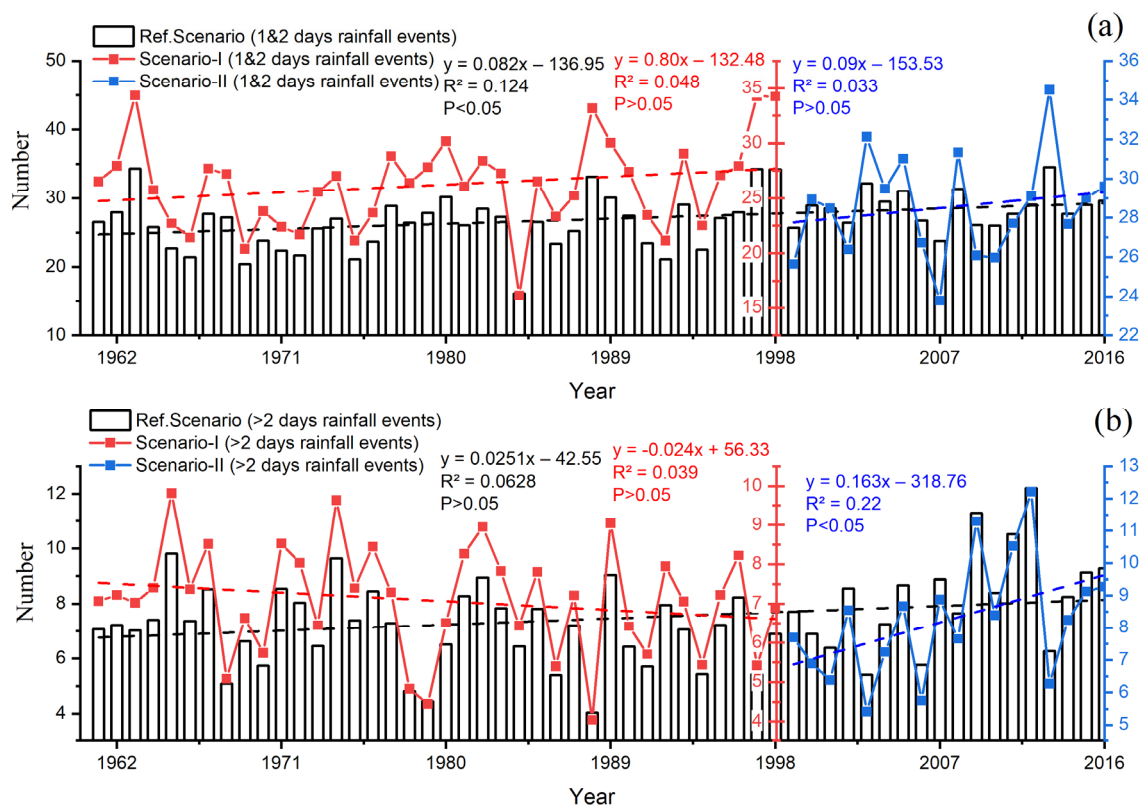 (a)
Ref.Scenario (1&2 days rainfall events)
Scenario-I (1&2 days rainfall events)
Scenario-II (1&2 days rainfall events)
y = 0.082x – 136.95
R² = 0.124
P<0.05
y = 0.80x – 132.48
R² = 0.048
P>0.05
y = 0.09x – 153.53
R² = 0.033
P>0.05
50
40
30
20
10
Number
35
30
25
20
15
36
34
32
30
28
26
24
22
1962
1971
1980
1989
1998
2007
2016
Year
(b)
Ref.Scenario (>2 days rainfall events)
Scenario-I (>2 days rainfall events)
Scenario-II (>2 days rainfall events)
y = 0.0251x – 42.55
R² = 0.0628
P>0.05
y = -0.024x + 56.33
R² = 0.039
P>0.05
y = 0.163x – 318.76
R² = 0.22
P<0.05
12
10
8
6
4
Number
10
9
8
7
6
5
4
13
12
11
10
9
8
7
6
5
4
1962
1971
1980
1989
1998
2007
2016
Year